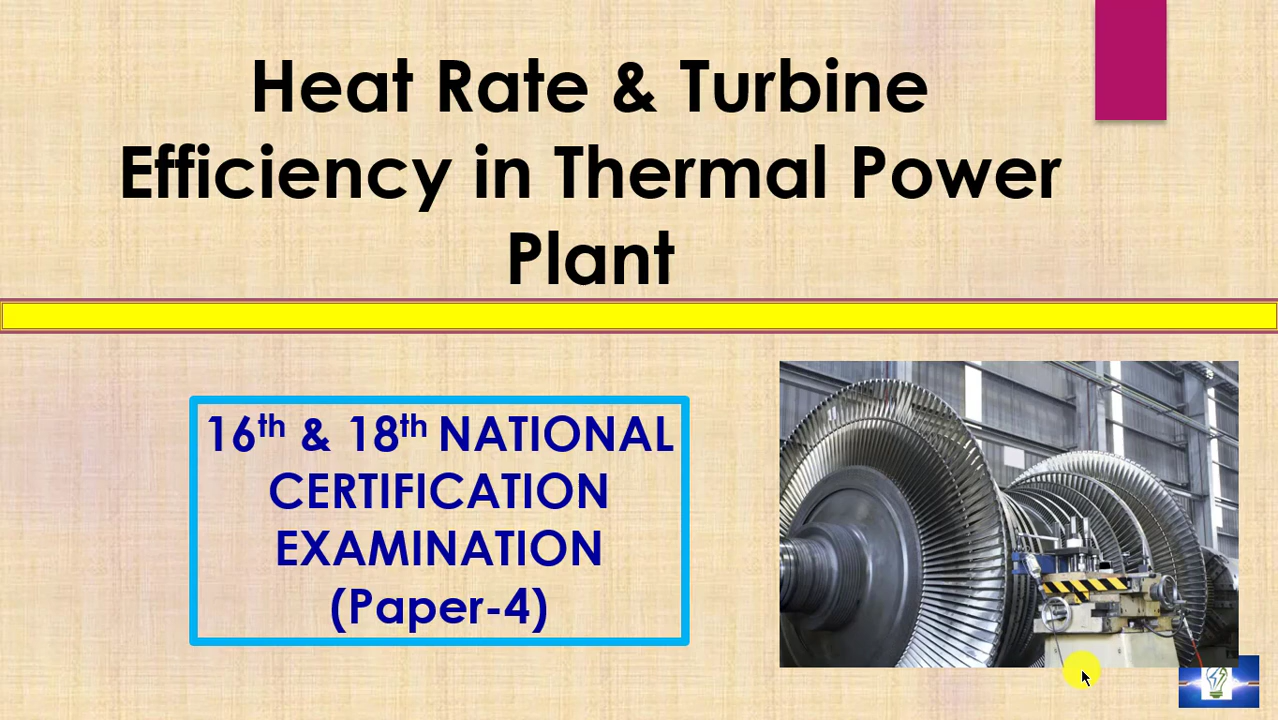 Heat Rate & Turbine
Efficiency in Thermal Power
Plant
16th & 18th NATIONAL
CERTIFICATION
EXAMINATION
(Paper-4)